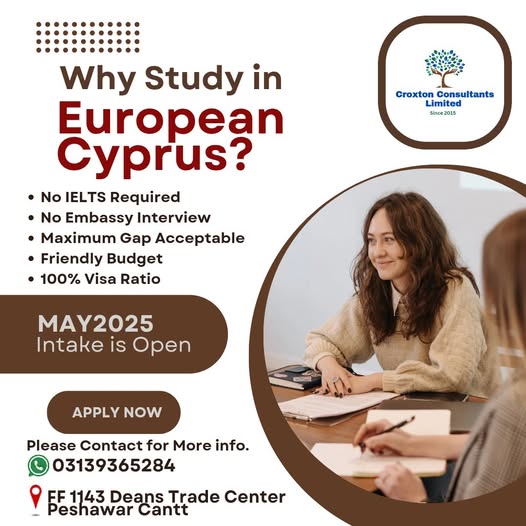 Why Study in
European
Cyprus?
Croxton Consultants
Limited
Since 2015
No IELTS Required
No Embassy Interview
Maximum Gap Acceptable
Friendly Budget
100% Visa Ratio
MAY2025
Intake is Open
APPLY NOW
Please Contact for More info.
03139365284
FF 1143 Deans Trade Center
Peshawar Cantt